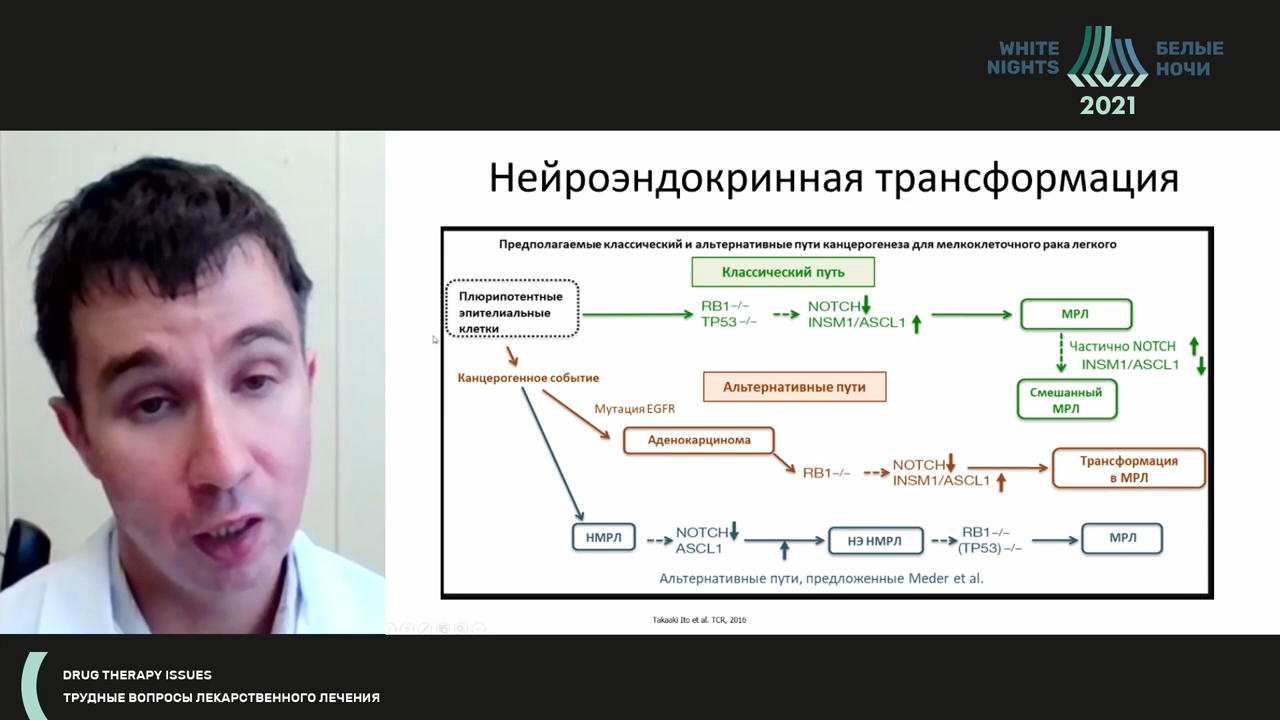 WHITE
NIGHTS
БЕЛЫЕ
НОЧИ
2021
Нейроэндокринная трансформация
Предполагаемые классический и альтернативные пути канцерогенеза для мелкоклеточного рака легкого
Классический путь
Плюрипотентные
эпителиальные
клетки
RB1–/–
TP53–/–
NOTCH
INSM1/ASCL1
МРЛ
Частично NOTCH
INSM1/ASCL1
Смешанный
МРЛ
Канцерогенное событие
Альтернативные пути
Мутация EGFR
Аденокарцинома
RB1–/–
NOTCH
INSM1/ASCL1
Трансформация
в МРЛ
НМРЛ
NOTCH
ASCL1
НЭ НМРЛ
RB1–/–
(TP53)–/–
МРЛ
Альтернативные пути, предложенные Meder et al.
Takaaki Ito et al. TCR, 2016
DRUG THERAPY ISSUES
ТРУДНЫЕ ВОПРОСЫ ЛЕКАРСТВЕННОГО ЛЕЧЕНИЯ